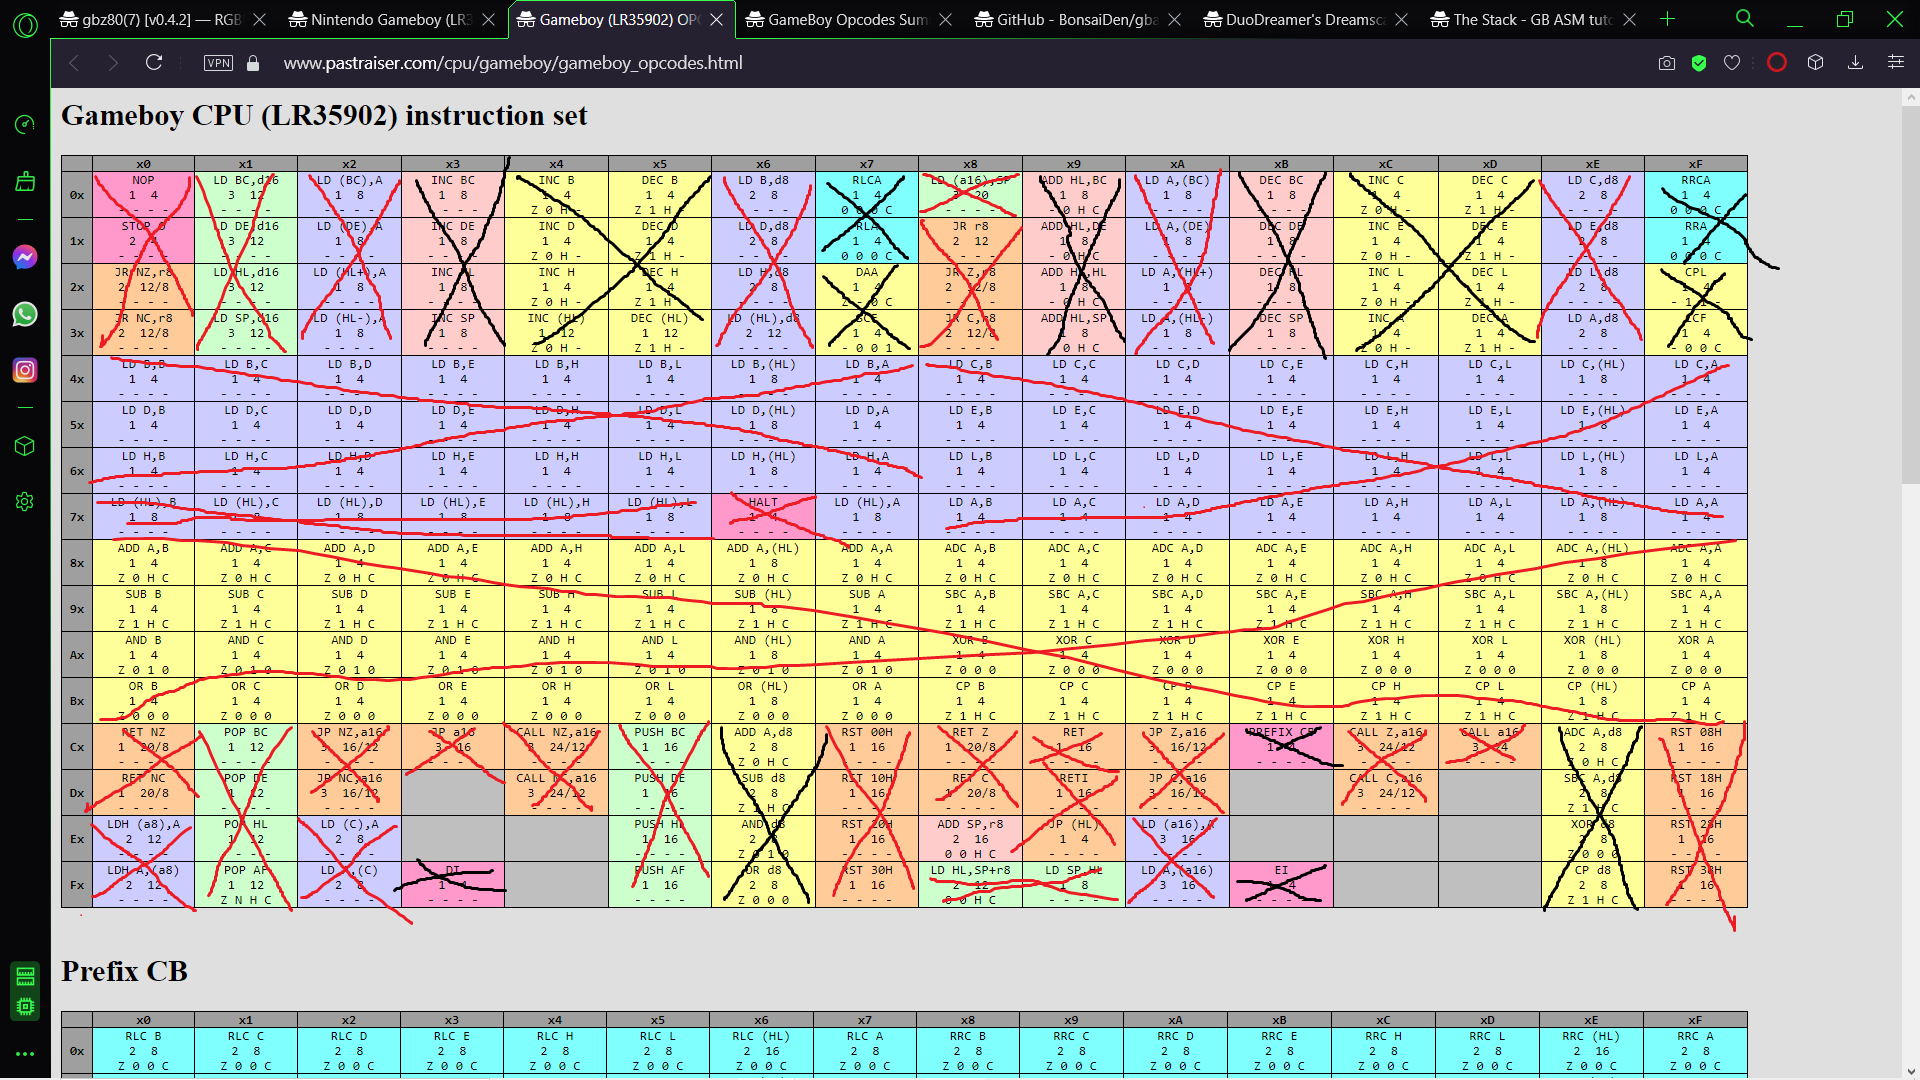 gbz80(7) [v0.4.2] — RGB
Nintendo Gameboy (LR3
Gameboy (LR35902) OP
GameBoy Opcodes Sum
GitHub - BonsaiDen/gba
DuoDreamer's Dreamsca
The Stack - GB ASM tuto
VPN
www.pastraiser.com/cpu/gameboy/gameboy_opcodes.html
Gameboy CPU (LR35902) instruction set
x0 x1 x2 x3 x4 x5 x6 x7 x8 x9 xA xB xC xD xE xF
0x
NOP LD BC,d16 LD (BC),A INC BC INC B DEC B LD B,d8 RLCA LD (a16),SP ADD HL,BC LD A,(BC) DEC BC INC C DEC C LD C,d8 RRCA
1 4 3 12 1 8 1 8 1 4 1 4 2 8 1 4 3 20 1 8 1 8 1 8 1 4 1 4 2 8 1 4
- - - - - - - - - - - - - - - - Z 0 H - Z 1 H - - - - - 0 0 0 C - - - - - 0 H C - - - - - - - - Z 0 H - Z 1 H - - - - - 0 0 0 C
1x
STOP 0 LD DE,d16 LD (DE),A INC DE INC D DEC D LD D,d8 RLA JR r8 ADD HL,DE LD A,(DE) DEC DE INC E DEC E LD E,d8 RRA
2 4 3 12 1 8 1 8 1 4 1 4 2 8 1 4 2 12 1 8 1 8 1 8 1 4 1 4 2 8 1 4
- - - - - - - - - - - - - - - - Z 0 H - Z 1 H - - - - - 0 0 0 C - - - - - 0 H C - - - - - - - - Z 0 H - Z 1 H - - - - - 0 0 0 C
2x
JR NZ,r8 LD HL,d16 LD (HL+),A INC HL INC H DEC H LD H,d8 DAA JR Z,r8 ADD HL,HL LD A,(HL+) DEC HL INC L DEC L LD L,d8 CPL
2 12/8 3 12 1 8 1 8 1 4 1 4 2 8 1 4 2 12/8 1 8 1 8 1 8 1 4 1 4 2 8 1 4
- - - - - - - - - - - - - - - - Z 0 H - Z 1 H - - - - - Z - 0 C - - - - - 0 H C - - - - - - - - Z 0 H - Z 1 H - - - - - - 1 1 -
3x
JR NC,r8 LD SP,d16 LD (HL-),A INC SP INC (HL) DEC (HL) LD (HL),d8 SCF JR C,r8 ADD HL,SP LD A,(HL-) DEC SP INC A DEC A LD A,d8 CCF
2 12/8 3 12 1 8 1 8 1 12 1 12 2 12 1 4 2 12/8 1 8 1 8 1 8 1 4 1 4 2 8 1 4
- - - - - - - - - - - - - - - - Z 0 H - Z 1 H - - - - - - 0 0 1 - - - - - 0 H C - - - - - - - - Z 0 H - Z 1 H - - - - - - 0 0 C
4x
LD B,B LD B,C LD B,D LD B,E LD B,H LD B,L LD B,(HL) LD B,A LD C,B LD C,C LD C,D LD C,E LD C,H LD C,L LD C,(HL) LD C,A
1 4 1 4 1 4 1 4 1 4 1 4 1 8 1 4 1 4 1 4 1 4 1 4 1 4 1 4 1 8 1 4
- - - - - - - - - - - - - - - - - - - - - - - - - - - - - - - - - - - - - - - - - - - - - - - - - - - - - - - - - - - - - - - -
5x
LD D,B LD D,C LD D,D LD D,E LD D,H LD D,L LD D,(HL) LD D,A LD E,B LD E,C LD E,D LD E,E LD E,H LD E,L LD E,(HL) LD E,A
1 4 1 4 1 4 1 4 1 4 1 4 1 8 1 4 1 4 1 4 1 4 1 4 1 4 1 4 1 8 1 4
- - - - - - - - - - - - - - - - - - - - - - - - - - - - - - - - - - - - - - - - - - - - - - - - - - - - - - - - - - - - - - - -
6x
LD H,B LD H,C LD H,D LD H,E LD H,H LD H,L LD H,(HL) LD H,A LD L,B LD L,C LD L,D LD L,E LD L,H LD L,L LD L,(HL) LD L,A
1 4 1 4 1 4 1 4 1 4 1 4 1 8 1 4 1 4 1 4 1 4 1 4 1 4 1 4 1 8 1 4
- - - - - - - - - - - - - - - - - - - - - - - - - - - - - - - - - - - - - - - - - - - - - - - - - - - - - - - - - - - - - - - -
7x
LD (HL),B LD (HL),C LD (HL),D LD (HL),E LD (HL),H LD (HL),L HALT LD (HL),A LD A,B LD A,C LD A,D LD A,E LD A,H LD A,L LD A,(HL) LD A,A
1 8 1 8 1 8 1 8 1 8 1 8 1 4 1 8 1 4 1 4 1 4 1 4 1 4 1 4 1 8 1 4
- - - - - - - - - - - - - - - - - - - - - - - - - - - - - - - - - - - - - - - - - - - - - - - - - - - - - - - - - - - - - - - -
8x
ADD A,B ADD A,C ADD A,D ADD A,E ADD A,H ADD A,L ADD A,(HL) ADD A,A ADC A,B ADC A,C ADC A,D ADC A,E ADC A,H ADC A,L ADC A,(HL) ADC A,A
1 4 1 4 1 4 1 4 1 4 1 4 1 8 1 4 1 4 1 4 1 4 1 4 1 4 1 4 1 8 1 4
Z 0 H C Z 0 H C Z 0 H C Z 0 H C Z 0 H C Z 0 H C Z 0 H C Z 0 H C Z 0 H C Z 0 H C Z 0 H C Z 0 H C Z 0 H C Z 0 H C Z 0 H C Z 0 H C
9x
SUB B SUB C SUB D SUB E SUB H SUB L SUB (HL) SUB A SBC A,B SBC A,C SBC A,D SBC A,E SBC A,H SBC A,L SBC A,(HL) SBC A,A
1 4 1 4 1 4 1 4 1 4 1 4 1 8 1 4 1 4 1 4 1 4 1 4 1 4 1 4 1 8 1 4
Z 1 H C Z 1 H C Z 1 H C Z 1 H C Z 1 H C Z 1 H C Z 1 H C Z 1 H C Z 1 H C Z 1 H C Z 1 H C Z 1 H C Z 1 H C Z 1 H C Z 1 H C Z 1 H C
Ax
AND B AND C AND D AND E AND H AND L AND (HL) AND A XOR B XOR C XOR D XOR E XOR H XOR L XOR (HL) XOR A
1 4 1 4 1 4 1 4 1 4 1 4 1 8 1 4 1 4 1 4 1 4 1 4 1 4 1 4 1 8 1 4
Z 0 1 0 Z 0 1 0 Z 0 1 0 Z 0 1 0 Z 0 1 0 Z 0 1 0 Z 0 1 0 Z 0 1 0 Z 0 0 0 Z 0 0 0 Z 0 0 0 Z 0 0 0 Z 0 0 0 Z 0 0 0 Z 0 0 0 Z 0 0 0
Bx
OR B OR C OR D OR E OR H OR L OR (HL) OR A CP B CP C CP D CP E CP H CP L CP (HL) CP A
1 4 1 4 1 4 1 4 1 4 1 4 1 8 1 4 1 4 1 4 1 4 1 4 1 4 1 4 1 8 1 4
Z 0 0 0 Z 0 0 0 Z 0 0 0 Z 0 0 0 Z 0 0 0 Z 0 0 0 Z 0 0 0 Z 0 0 0 Z 1 H C Z 1 H C Z 1 H C Z 1 H C Z 1 H C Z 1 H C Z 1 H C Z 1 H C
Cx
RET NZ POP BC JP NZ,a16 JP a16 CALL NZ,a16 PUSH BC ADD A,d8 RST 00H RET Z RET JP Z,a16 PREFIX CB CALL Z,a16 CALL a16 ADC A,d8 RST 08H
1 20/8 1 12 3 16/12 3 16 3 24/12 1 16 2 8 1 16 1 20/8 1 16 3 16/12 1 4 3 24/12 3 24 2 8 1 16
- - - - - - - - - - - - - - - - - - - - - - - - Z 0 H C - - - - - - - - - - - - - - - - - - - - - - - - - - - - Z 0 H C - - - -
Dx
RET NC POP DE JP NC,a16 CALL NC,a16 PUSH DE SUB d8 RST 10H RET C RETI JP C,a16 CALL C,a16 SBC A,d8 RST 18H
1 20/8 1 12 3 16/12 3 24/12 1 16 2 8 1 16 1 20/8 1 16 3 16/12 3 24/12 2 8 1 16
- - - - - - - - - - - - - - - - - - - - Z 1 H C - - - - - - - - - - - - - - - - - - - - Z 1 H C - - - -
Ex
LDH (a8),A POP HL LD (C),A PUSH HL AND d8 RST 20H ADD SP,r8 JP (HL) LD (a16),A XOR d8 RST 28H
2 12 1 12 2 8 1 16 2 8 1 16 2 16 1 4 3 16 2 8 1 16
- - - - - - - - - - - - - - - - Z 0 1 0 - - - - 0 0 H C - - - - - - - - Z 0 0 0 - - - -
Fx
LDH A,(a8) POP AF LD A,(C) DI PUSH AF OR d8 RST 30H LD HL,SP+r8 LD SP,HL LD A,(a16) EI CP d8 RST 38H
2 12 1 12 2 8 1 4 1 16 2 8 1 16 2 12 1 8 3 16 1 4 2 8 1 16
- - - - Z N H C - - - - - - - - - - - - Z 0 0 0 - - - - 0 0 H C - - - - - - - - - - - - Z 1 H C - - - -
Prefix CB
x0 x1 x2 x3 x4 x5 x6 x7 x8 x9 xA xB xC xD xE xF
0x
RLC B RLC C RLC D RLC E RLC H RLC L RLC (HL) RLC A RRC B RRC C RRC D RRC E RRC H RRC L RRC (HL) RRC A
2 8 2 8 2 8 2 8 2 8 2 8 2 16 2 8 2 8 2 8 2 8 2 8 2 8 2 8 2 16 2 8
Z 0 0 C Z 0 0 C Z 0 0 C Z 0 0 C Z 0 0 C Z 0 0 C Z 0 0 C Z 0 0 C Z 0 0 C Z 0 0 C Z 0 0 C Z 0 0 C Z 0 0 C Z 0 0 C Z 0 0 C Z 0 0 C